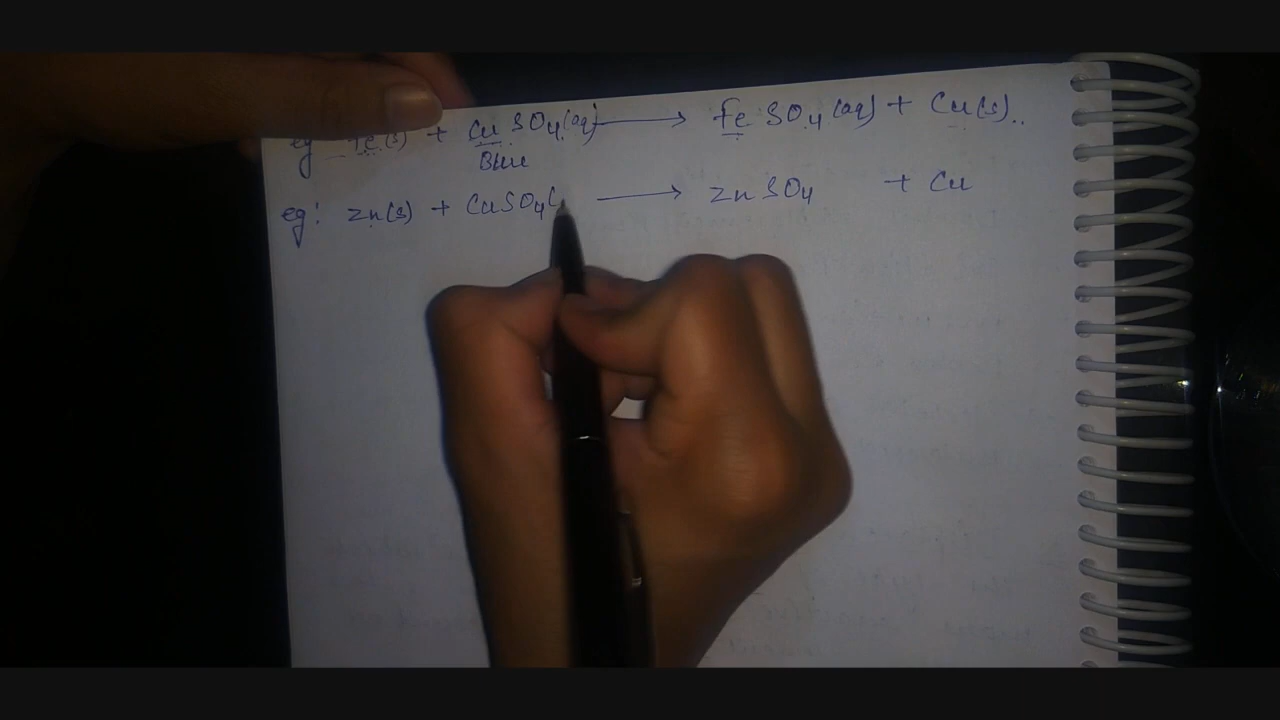 eg Fe(s) + CuSO4(aq) → FeSO4(aq) + Cu(s)..
Blue
eg: Zn(s) + CuSO4( → ZnSO4 + Cu